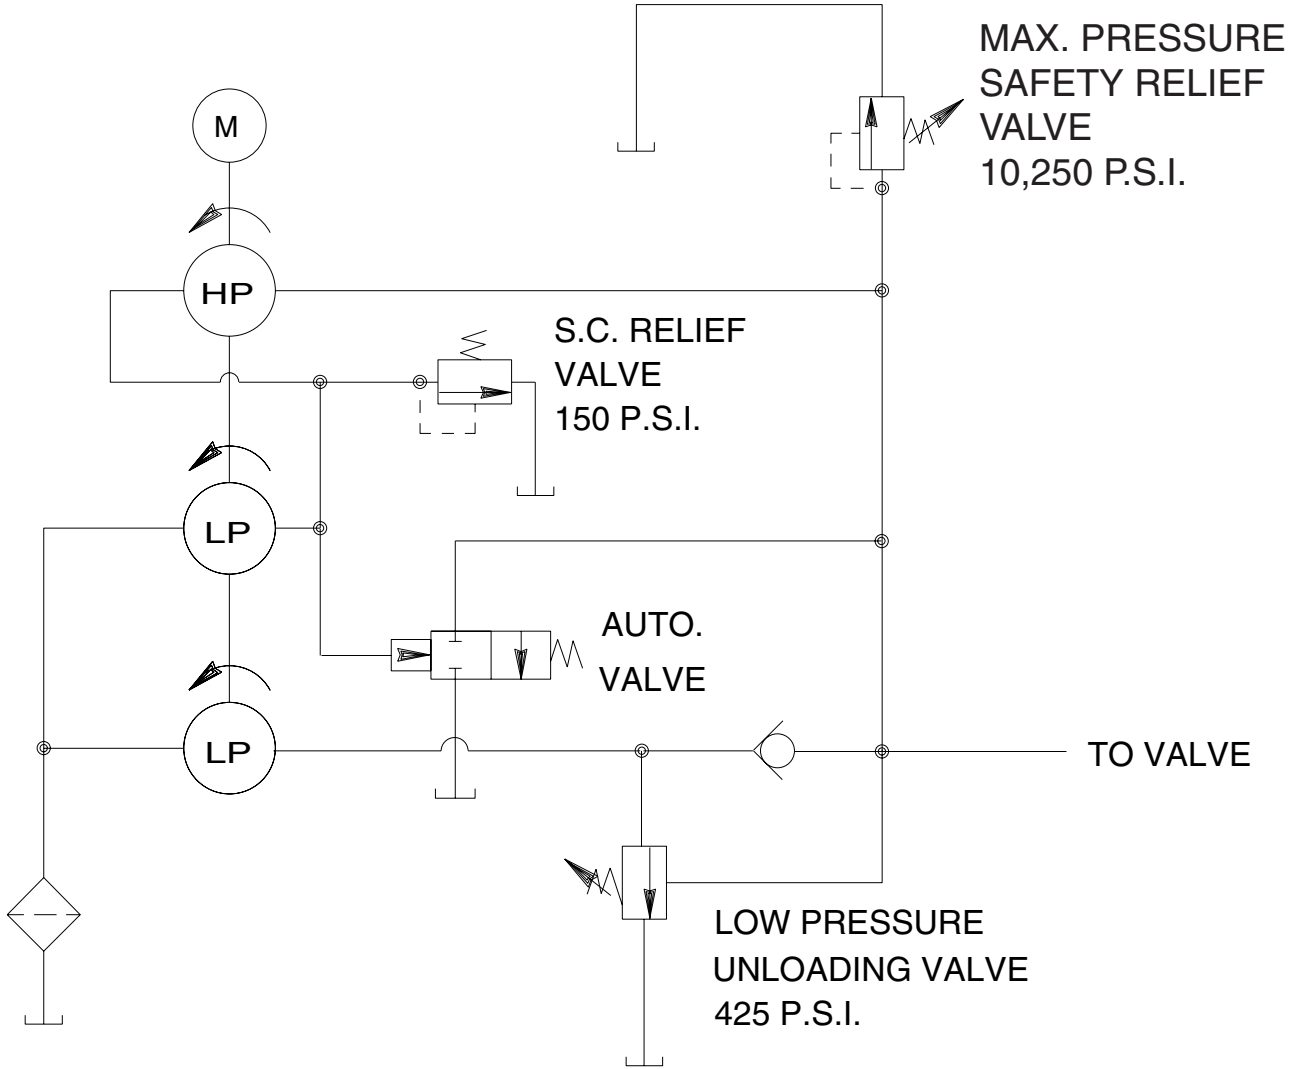 MAX. PRESSURE
SAFETY RELIEF
VALVE
10,250 P.S.I.
M
HP
S.C. RELIEF
VALVE
150 P.S.I.
LP
AUTO.
VALVE
LP
TO VALVE
LOW PRESSURE
UNLOADING VALVE
425 P.S.I.